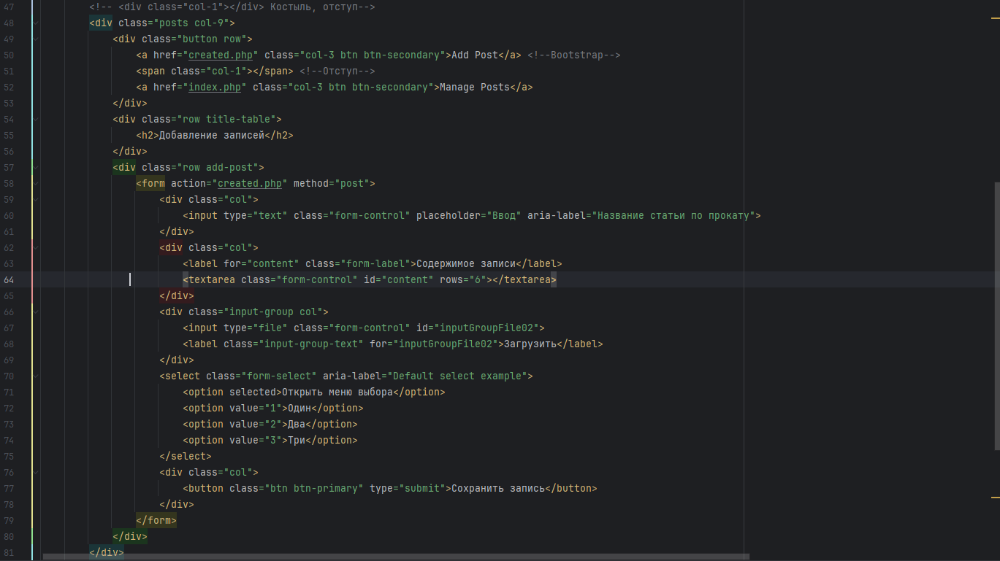 47 <!-- <div class="col-1"></div> Костыль, отступ-->
48 <div class="posts col-9">
49 <div class="button row">
50 <a href="created.php" class="col-3 btn btn-secondary">Add Post</a> <!--Bootstrap-->
51 <span class="col-1"></span> <!--Отступ-->
52 <a href="index.php" class="col-3 btn btn-secondary">Manage Posts</a>
53 </div>
54 <div class="row title-table">
55 <h2>Добавление записей</h2>
56 </div>
57 <div class="row add-post">
58 <form action="created.php" method="post">
59 <div class="col">
60 <input type="text" class="form-control" placeholder="Ввод" aria-label="Название статьи по прокату">
61 </div>
62 <div class="col">
63 <label for="content" class="form-label">Содержимое записи</label>
64 <textarea class="form-control" id="content" rows="6"></textarea>
65 </div>
66 <div class="input-group col">
67 <input type="file" class="form-control" id="inputGroupFile02">
68 <label class="input-group-text" for="inputGroupFile02">Загрузить</label>
69 </div>
70 <select class="form-select" aria-label="Default select example">
71 <option selected>Открыть меню выбора</option>
72 <option value="1">Один</option>
73 <option value="2">Два</option>
74 <option value="3">Три</option>
75 </select>
76 <div class="col">
77 <button class="btn btn-primary" type="submit">Сохранить запись</button>
78 </div>
79 </form>
80 </div>
81 </div>